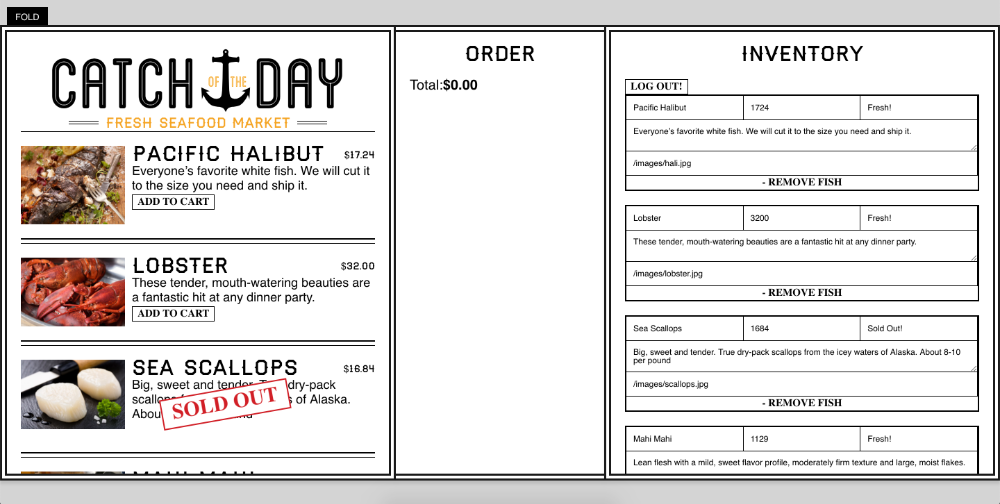 FOLD
CATCH OF THE DAY
FRESH SEAFOOD MARKET
PACIFIC HALIBUT $17.24
Everyone's favorite white fish. We will cut it
to the size you need and ship it.
ADD TO CART
LOBSTER $32.00
These tender, mouth-watering beauties are
a fantastic hit at any dinner party.
ADD TO CART
SEA SCALLOPS $16.84
Big, sweet and tender. True dry-pack
of Alaska.
SOLD OUT
ORDER
Total:$0.00
INVENTORY
LOG OUT!
Pacific Halibut 1724 Fresh!
Everyone's favorite white fish. We will cut it to the size you need and ship it.
/images/hali.jpg
- REMOVE FISH
Lobster 3200 Fresh!
These tender, mouth-watering beauties are a fantastic hit at any dinner party.
/images/lobster.jpg
- REMOVE FISH
Sea Scallops 1684 Sold Out!
Big, sweet and tender. True dry-pack scallops from the icey waters of Alaska. About 8-10
per pound
/images/scallops.jpg
- REMOVE FISH
Mahi Mahi 1129 Fresh!
Lean flesh with a mild, sweet flavor profile, moderately firm texture and large, moist flakes.